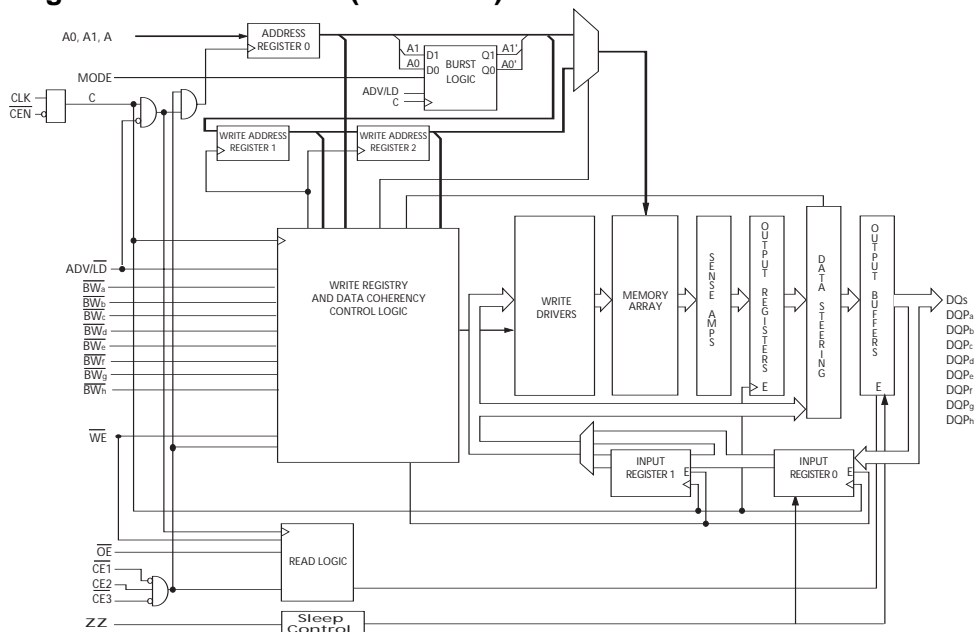 A0, A1, A
ADDRESS
REGISTER 0
MODE
A1
A0
D1
D0
BURST
LOGIC
Q1
Q0
A1'
A0'
ADV/LD
C
CLK
CEN
C
WRITE ADDRESS
REGISTER 1
WRITE ADDRESS
REGISTER 2
ADV/LD
BWa
BWb
BWc
BWd
BWe
BWf
BWg
BWh
WE
WRITE REGISTRY
AND DATA COHERENCY
CONTROL LOGIC
WRITE
DRIVERS
MEMORY
ARRAY
SENSE AMPS
OUTPUT REGISTERS
E
DATA STEERING
OUTPUT BUFFERS
E
DQs
DQPa
DQPb
DQPc
DQPd
DQPe
DQPf
DQPg
DQPh
INPUT
REGISTER 1
E
INPUT
REGISTER 0
E
OE
CE1
CE2
CE3
READ LOGIC
ZZ
Sleep
Control